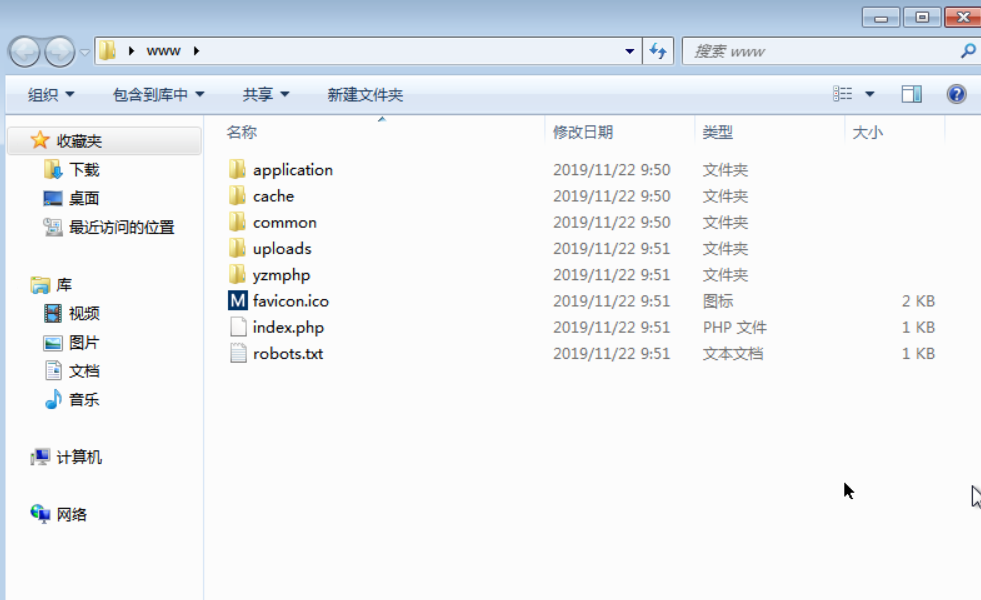 www
搜索 www
组织 包含到库中 共享 新建文件夹
名称 修改日期 类型 大小
收藏夹
下载
桌面
最近访问的位置
库
视频
图片
文档
音乐
计算机
网络
application 2019/11/22 9:50 文件夹
cache 2019/11/22 9:50 文件夹
common 2019/11/22 9:50 文件夹
uploads 2019/11/22 9:51 文件夹
yzmphp 2019/11/22 9:51 文件夹
M favicon.ico 2019/11/22 9:51 图标 2 KB
index.php 2019/11/22 9:51 PHP 文件 1 KB
robots.txt 2019/11/22 9:51 文本文档 1 KB